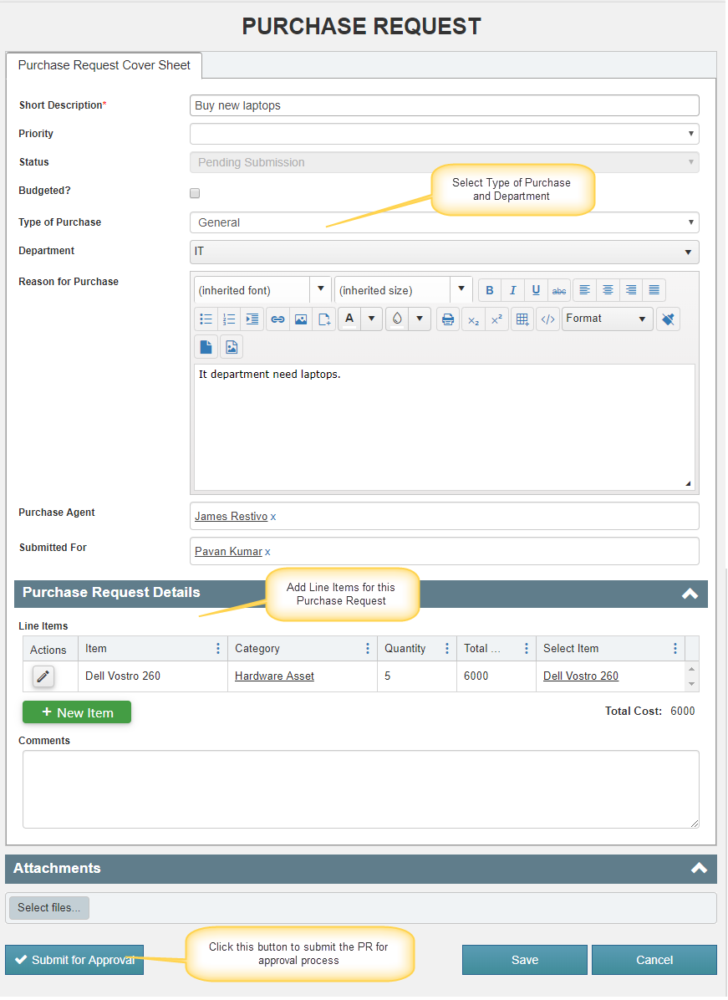 PURCHASE REQUEST
Purchase Request Cover Sheet
Short Description* Buy new laptops
Priority
Status Pending Submission
Budgeted?
Select Type of Purchase
and Department
Type of Purchase General
Department IT
Reason for Purchase
(inherited font) (inherited size) B I U abc
A x₂ x² </> Format
It department need laptops.
Purchase Agent James Restivo x
Submitted For Pavan Kumar x
Purchase Request Details
Add Line Items for this
Purchase Request
Line Items
Actions Item Category Quantity Total ... Select Item
Dell Vostro 260 Hardware Asset 5 6000 Dell Vostro 260
+ New Item
Total Cost: 6000
Comments
Attachments
Select files...
Submit for Approval
Click this button to submit the PR for
approval process
Save
Cancel